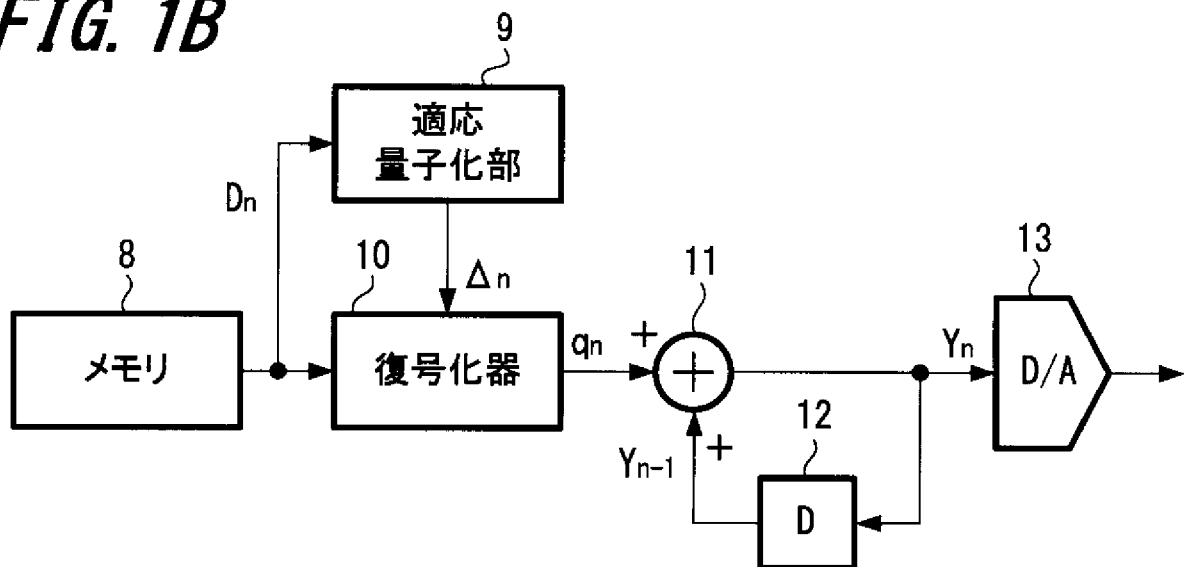 FIG. 1B
9
適応
量子化部
Dn
8
10
Δn
11
13
メモリ
復号化器
qn
+
+
Yn
D/A
12
Yn-1
+
D